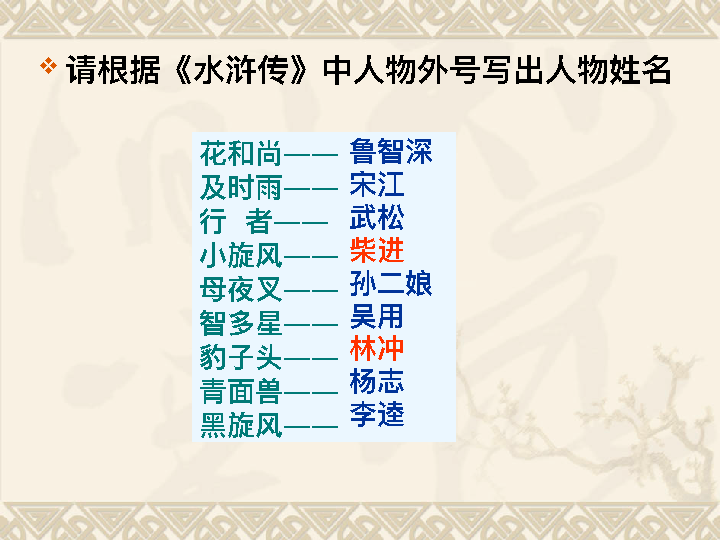 请根据《水浒传》中人物外号写出人物姓名
花和尚—— 鲁智深
及时雨—— 宋江
行 者—— 武松
小旋风—— 柴进
母夜叉—— 孙二娘
智多星—— 吴用
豹子头—— 林冲
青面兽—— 杨志
黑旋风—— 李逵